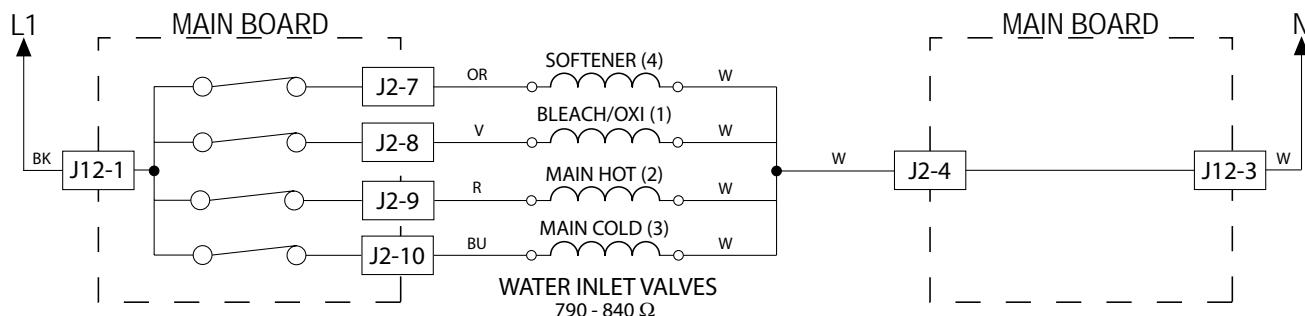 L1
MAIN BOARD
MAIN BOARD
N
SOFTENER (4)
J2-7
OR
W
BLEACH/OXI (1)
J2-8
V
W
BK
J12-1
W
J2-4
J12-3
W
MAIN HOT (2)
J2-9
R
W
MAIN COLD (3)
J2-10
BU
W
WATER INLET VALVES
790 - 840 Ω